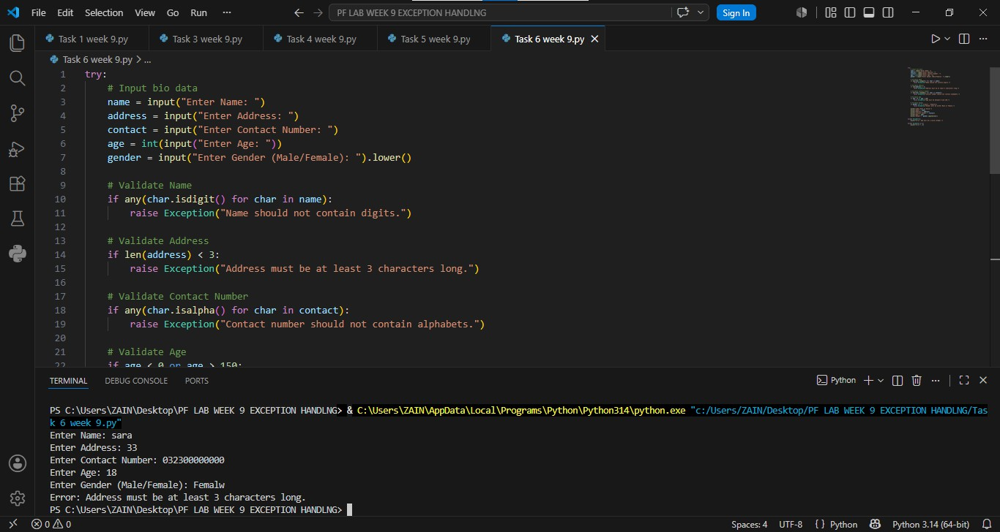 File Edit Selection View Go Run ···
PF LAB WEEK 9 EXCEPTION HANDLNG
Sign In
Task 1 week 9.py
Task 3 week 9.py
Task 4 week 9.py
Task 5 week 9.py
Task 6 week 9.py
Task 6 week 9.py > ...
1 try:
2 # Input bio data
3 name = input("Enter Name: ")
4 address = input("Enter Address: ")
5 contact = input("Enter Contact Number: ")
6 age = int(input("Enter Age: "))
7 gender = input("Enter Gender (Male/Female): ").lower()
8
9 # Validate Name
10 if any(char.isdigit() for char in name):
11 raise Exception("Name should not contain digits.")
12
13 # Validate Address
14 if len(address) < 3:
15 raise Exception("Address must be at least 3 characters long.")
16
17 # Validate Contact Number
18 if any(char.isalpha() for char in contact):
19 raise Exception("Contact number should not contain alphabets.")
20
21 # Validate Age
22 if age < 0 or age > 150:
TERMINAL DEBUG CONSOLE PORTS
Python
PS C:\Users\ZAIN\Desktop\PF LAB WEEK 9 EXCEPTION HANDLNG> & C:\Users\ZAIN\AppData\Local\Programs\Python\Python314\python.exe "c:/Users/ZAIN/Desktop/PF LAB WEEK 9 EXCEPTION HANDLNG/Tas
k 6 week 9.py"
Enter Name: sara
Enter Address: 33
Enter Contact Number: 032300000000
Enter Age: 18
Enter Gender (Male/Female): Femalw
Error: Address must be at least 3 characters long.
PS C:\Users\ZAIN\Desktop\PF LAB WEEK 9 EXCEPTION HANDLNG>
0 0
Spaces: 4 UTF-8 { } Python Python 3.14 (64-bit)